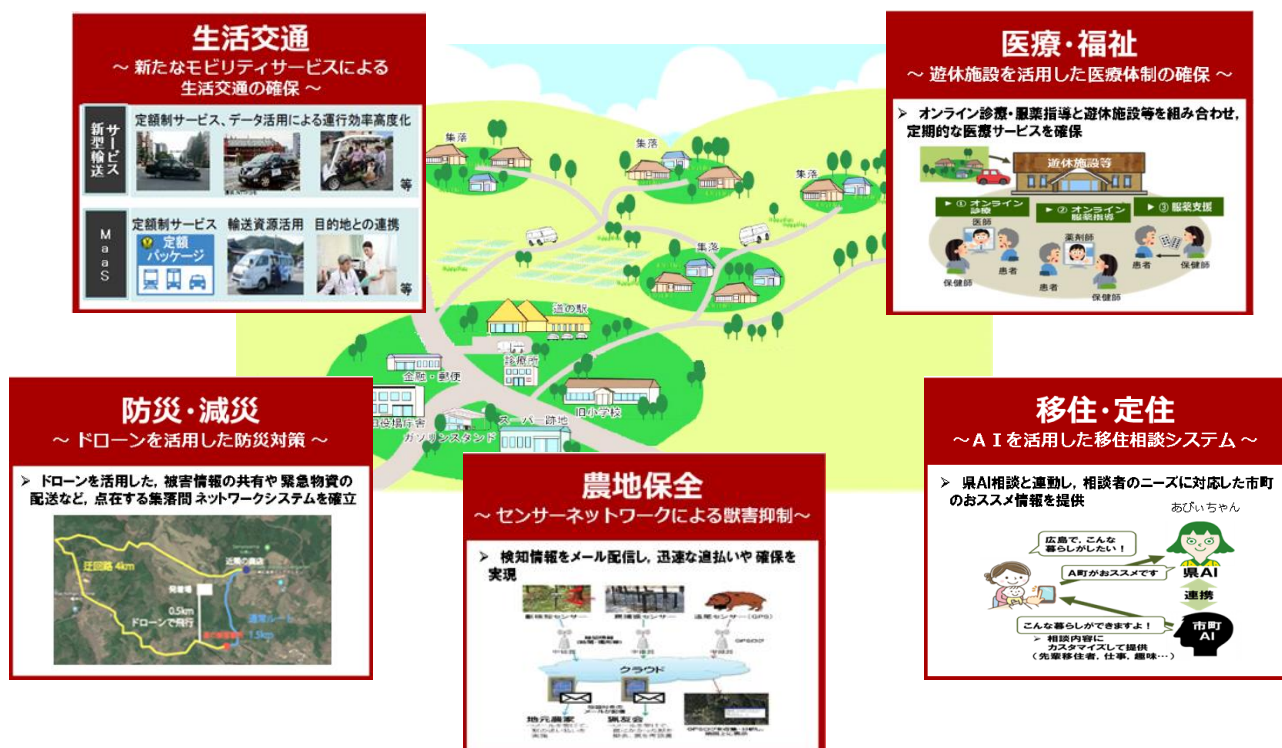 生活交通
～ 新たなモビリティサービスによる
生活交通の確保 ～
新型輸送
サービス
定額制サービス、データ活用による運行効率高度化
等
MaaS
定額制サービス 輸送資源活用 目的地との連携
定額
パッケージ
等
医療・福祉
～ 遊休施設を活用した医療体制の確保～
➢ オンライン診療・服薬指導と遊休施設等を組み合わせ，
定期的な医療サービスを確保
遊休施設等
▶ ① オンライン
診療
▶ ② オンライン
服薬指導
▶ ③ 服薬支援
医師
薬剤師
患者
保健師
患者
保健師
患者
保健師
集落
集落
集落
集落
道の駅
診療所
金融・郵便
旧小学校
役場庁舎
ガソリンスタンド
スーパー跡地
防災・減災
～ ドローンを活用した防災対策 ～
➢ ドローンを活用した，被害情報の共有や 緊急物資の
配送など，点在する集落間 ネットワークシステムを確立
迂回路 4km
近隣の商店
発着場
0.5km
ドローンで飛行
通常ルート
1.5km
農地保全
～ センサーネットワークによる獣害抑制～
➢ 検知情報をメール配信し，迅速な追払いや 確保を
実現
クラウド
地元農家
猟友会
移住・定住
～ＡＩを活用した移住相談システム ～
➢ 県AI相談と連動し，相談者のニーズに対応した市町
のおススメ情報を提供
あびぃちゃん
広島で，こんな
暮らしがしたい！
A町がおススメです
県AI
連携
こんな暮らしができますよ！
市町
AI
➢ 相談内容に
カスタマイズして提供
（先輩移住者，仕事，趣味…）